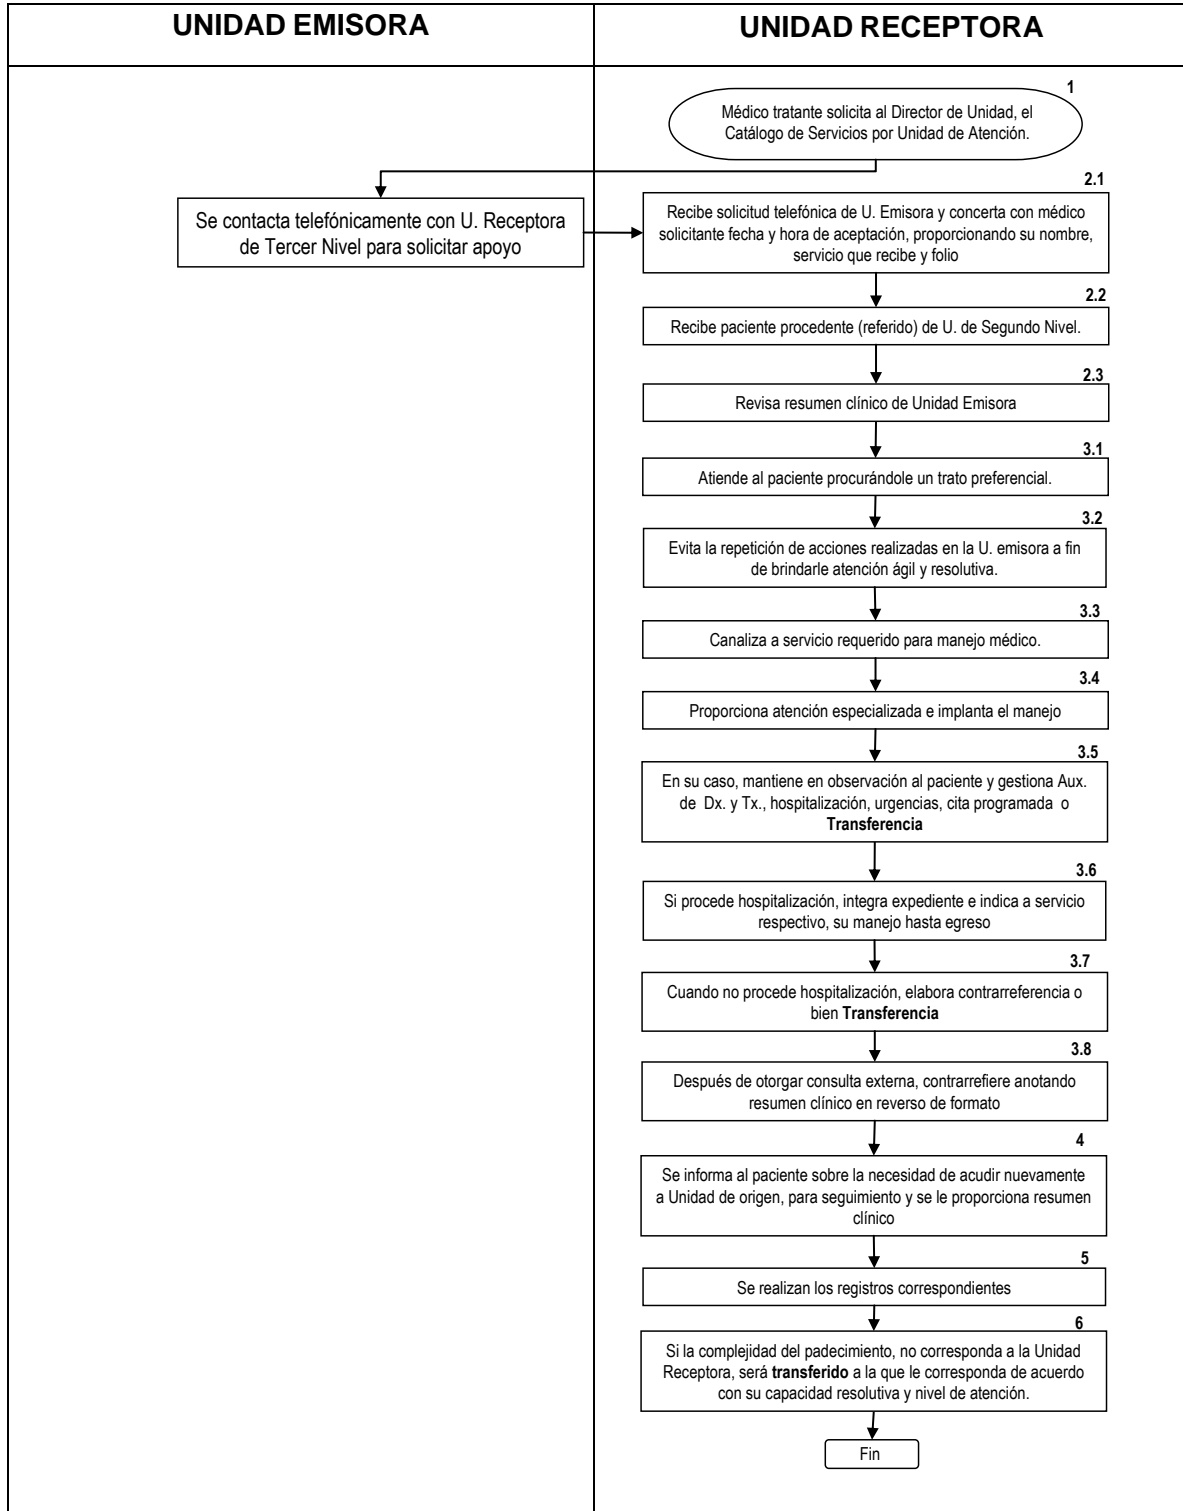 UNIDAD EMISORA
UNIDAD RECEPTORA
1
Médico tratante solicita al Director de Unidad, el
Catálogo de Servicios por Unidad de Atención.
Se contacta telefónicamente con U. Receptora
de Tercer Nivel para solicitar apoyo
2.1
Recibe solicitud telefónica de U. Emisora y concerta con médico
solicitante fecha y hora de aceptación, proporcionando su nombre,
servicio que recibe y folio
2.2
Recibe paciente procedente (referido) de U. de Segundo Nivel.
2.3
Revisa resumen clínico de Unidad Emisora
3.1
Atiende al paciente procurándole un trato preferencial.
3.2
Evita la repetición de acciones realizadas en la U. emisora a fin
de brindarle atención ágil y resolutiva.
3.3
Canaliza a servicio requerido para manejo médico.
3.4
Proporciona atención especializada e implanta el manejo
3.5
En su caso, mantiene en observación al paciente y gestiona Aux.
de Dx. y Tx., hospitalización, urgencias, cita programada o
Transferencia
3.6
Si procede hospitalización, integra expediente e indica a servicio
respectivo, su manejo hasta egreso
3.7
Cuando no procede hospitalización, elabora contrarreferencia o
bien Transferencia
3.8
Después de otorgar consulta externa, contrarrefiere anotando
resumen clínico en reverso de formato
4
Se informa al paciente sobre la necesidad de acudir nuevamente
a Unidad de origen, para seguimiento y se le proporciona resumen
clínico
5
Se realizan los registros correspondientes
6
Si la complejidad del padecimiento, no corresponda a la Unidad
Receptora, será transferido a la que le corresponda de acuerdo
con su capacidad resolutiva y nivel de atención.
Fin